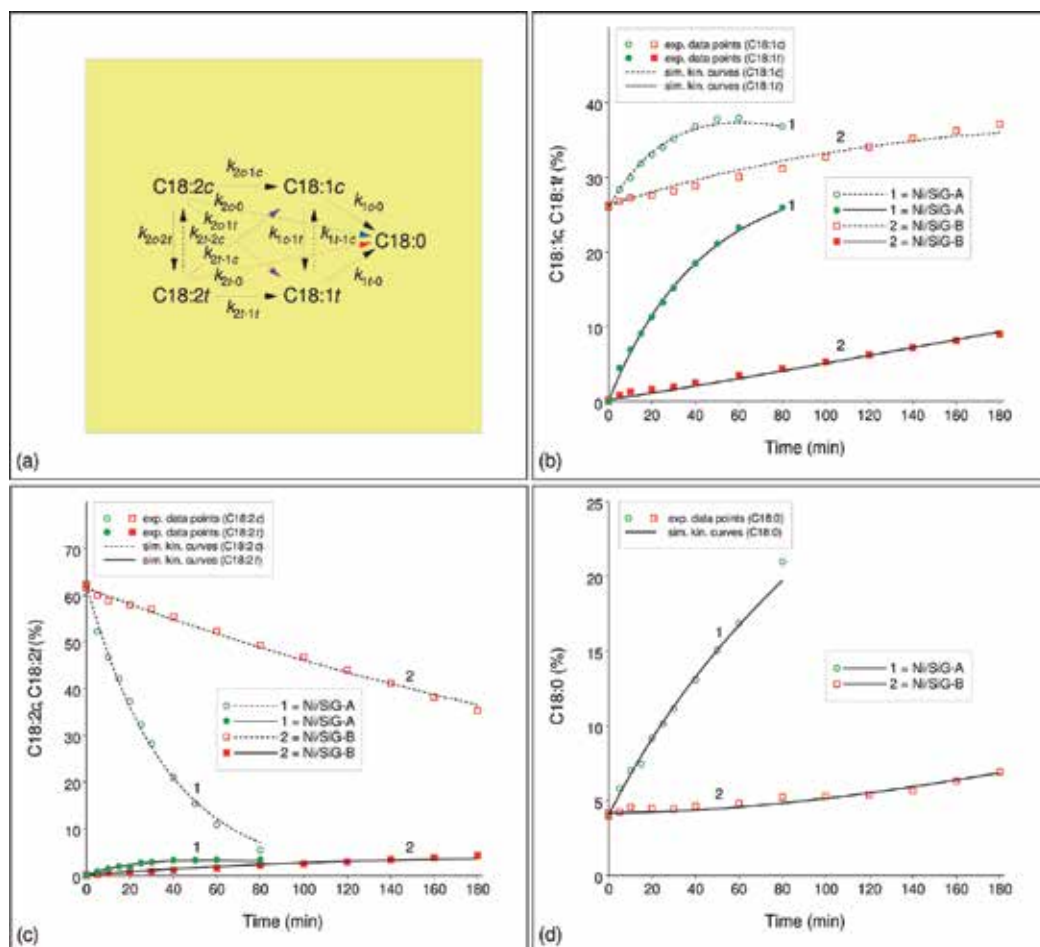 k2c-1c
C18:2c
C18:1c
k2c-0
k1c-0
k2c-1t
k2c-2t
k2t-2c
k1c-1t
k1t-1c
C18:0
k2t-1c
k2t-0
k1t-0
C18:2t
C18:1t
k2t-1t
(a)
exp. data points (C18:1c)
exp. data points (C18:1t)
sim. kin. curves (C18:1c)
sim. kin. curves (C18:1t)
40
30
20
10
0
C18:1c, C18:1t (%)
1
2
1
2
1 = Ni/SiG-A
1 = Ni/SiG-A
2 = Ni/SiG-B
2 = Ni/SiG-B
0 20 40 60 80 100 120 140 160 180
Time (min)
(b)
exp. data points (C18:2c)
exp. data points (C18:2t)
sim. kin. curves (C18:2c)
sim. kin. curves (C18:2t)
70
60
50
40
30
20
10
0
C18:2c, C18:2t (%)
2
1
1
2
1 = Ni/SiG-A
1 = Ni/SiG-A
2 = Ni/SiG-B
2 = Ni/SiG-B
0 20 40 60 80 100 120 140 160 180
Time (min)
(c)
exp. data points (C18:0)
sim. kin. curves (C18:0)
25
20
15
10
5
0
C18:0 (%)
1
2
1 = Ni/SiG-A
2 = Ni/SiG-B
0 20 40 60 80 100 120 140 160 180
Time (min)
(d)